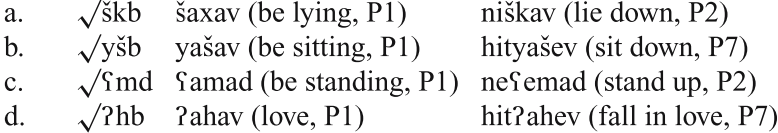 a. √škb šaxav (be lying, P1) niškav (lie down, P2)
b. √yšb yašav (be sitting, P1) hityašev (sit down, P7)
c. √ʕmd ʕamad (be standing, P1) neʕemad (stand up, P2)
d. √ʔhb ʔahav (love, P1) hitʔahev (fall in love, P7)